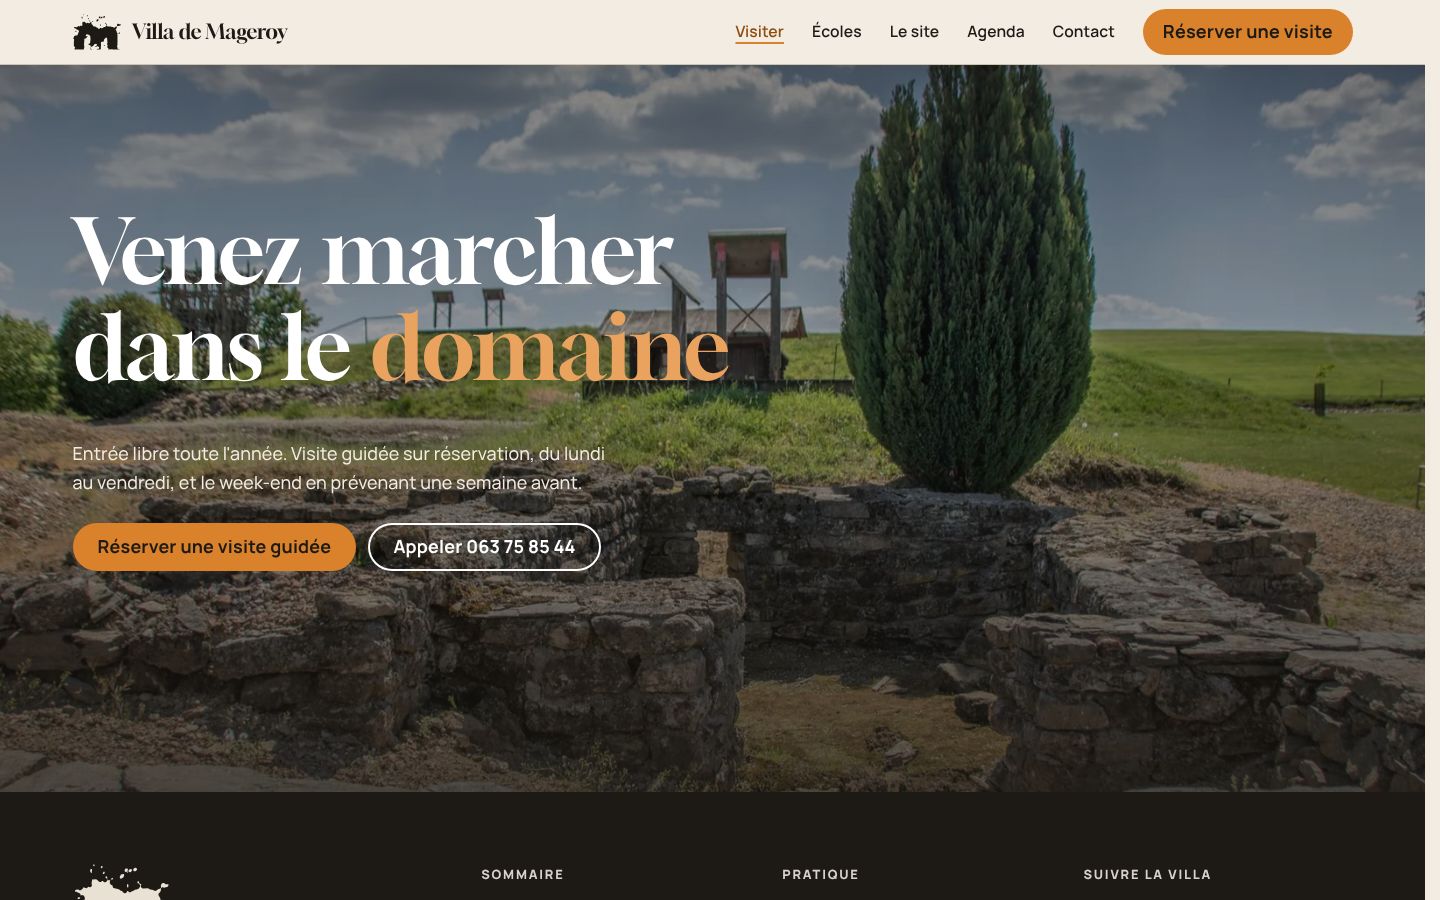 Villa de Mageroy
Visiter
Écoles
Le site
Agenda
Contact
Réserver une visite
Venez marcher
dans le domaine
Entrée libre toute l'année. Visite guidée sur réservation, du lundi
au vendredi, et le week-end en prévenant une semaine avant.
Réserver une visite guidée
Appeler 063 75 85 44
SOMMAIRE
PRATIQUE
SUIVRE LA VILLA